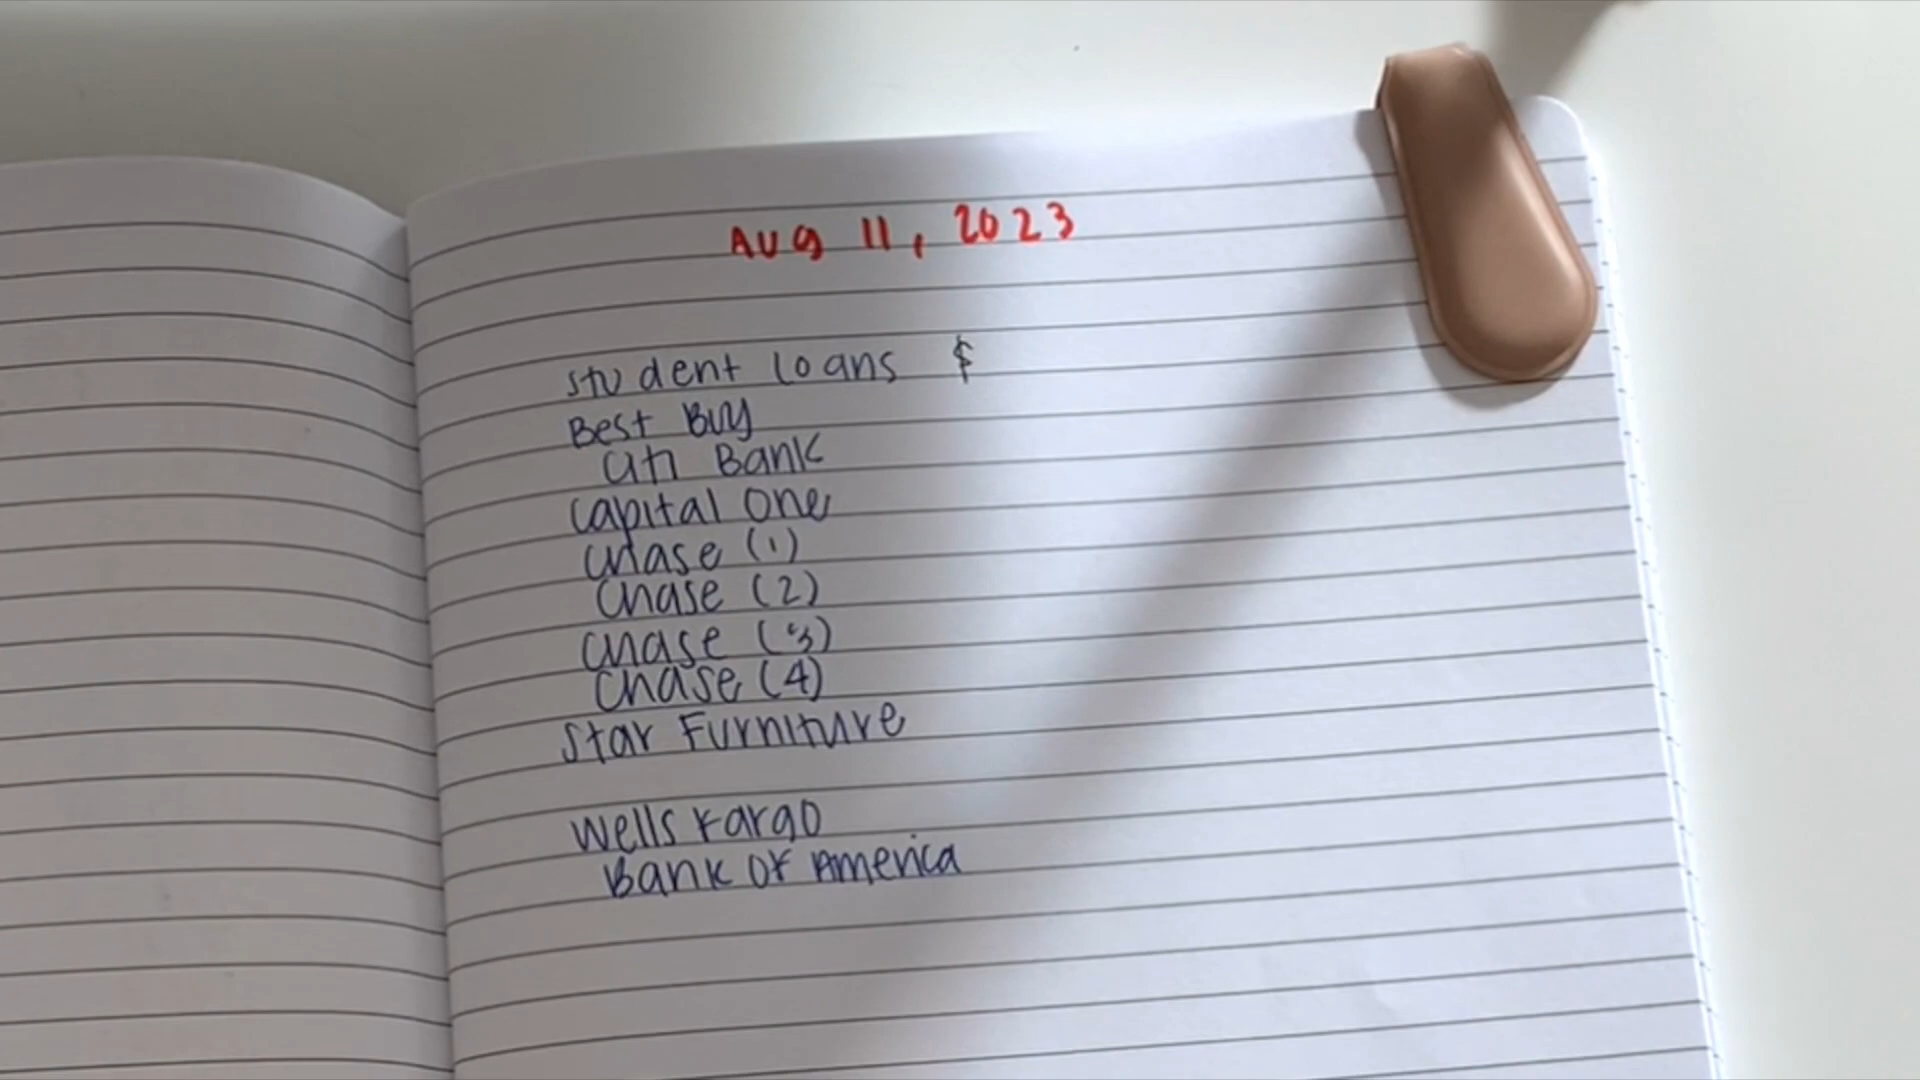 Aug 11, 2023
student loans $
Best Buy
Citi Bank
Capital One
Chase (1)
Chase (2)
Chase (3)
Chase (4)
Star Furniture
Wells Fargo
Bank of America